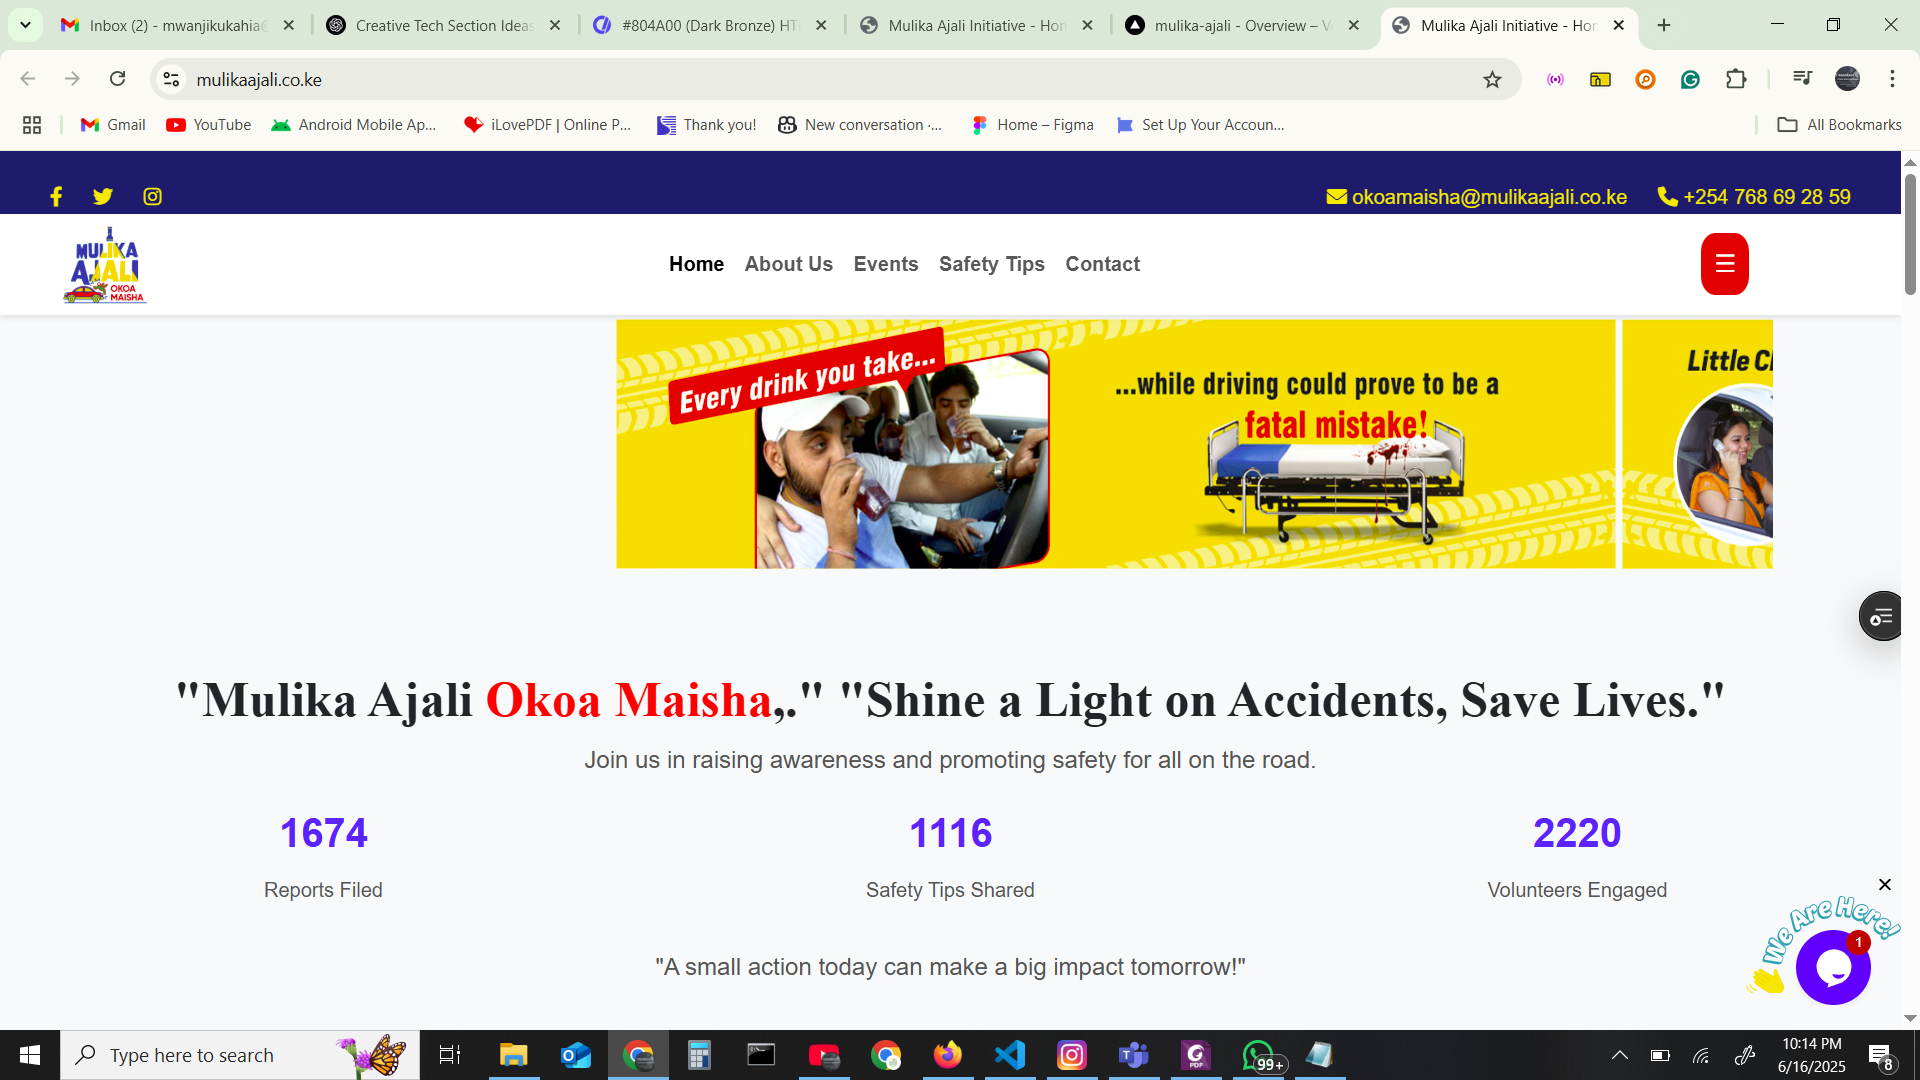 Inbox (2) - mwanjikukahia@
Creative Tech Section Ideas
#804A00 (Dark Bronze) HT
Mulika Ajali Initiative - Hon
mulika-ajali - Overview – V
Mulika Ajali Initiative - Hor
mulikaajali.co.ke
Gmail
YouTube
Android Mobile Ap...
iLovePDF | Online P...
Thank you!
New conversation ·...
Home – Figma
Set Up Your Accoun...
All Bookmarks
okoamaisha@mulikaajali.co.ke
+254 768 69 28 59
MULIKA
AJALI
OKOA
MAISHA
Home
About Us
Events
Safety Tips
Contact
Every drink you take...
...while driving could prove to be a
fatal mistake!
Little C
"Mulika Ajali Okoa Maisha,." "Shine a Light on Accidents, Save Lives."
Join us in raising awareness and promoting safety for all on the road.
1674
1116
2220
Reports Filed
Safety Tips Shared
Volunteers Engaged
"A small action today can make a big impact tomorrow!"
We Are Here!
1
Type here to search
PDF
99+
10:14 PM
6/16/2025
8